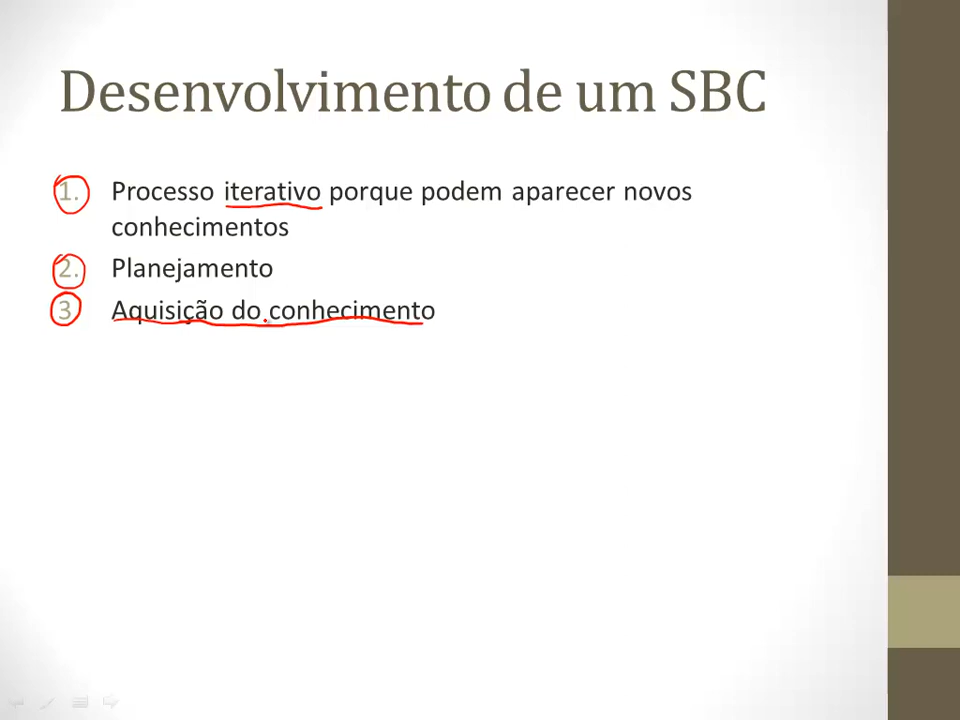 Desenvolvimento de um SBC
1. Processo iterativo porque podem aparecer novos
conhecimentos
2. Planejamento
3 Aquisição do conhecimento